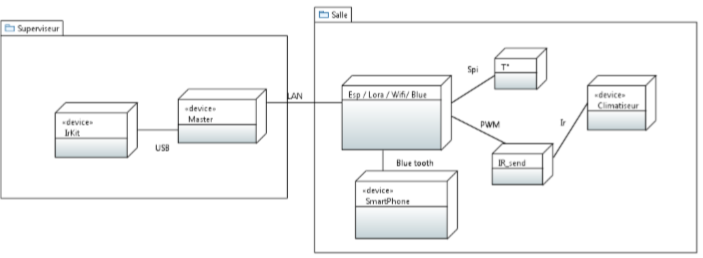 Superviseur
Salle
«device»
IrKit
USB
«device»
Master
LAN
Esp / Lora / Wifi/ Blue
Spi
T°
PWM
IR_send
Ir
«device»
Climatiseur
Blue tooth
«device»
SmartPhone